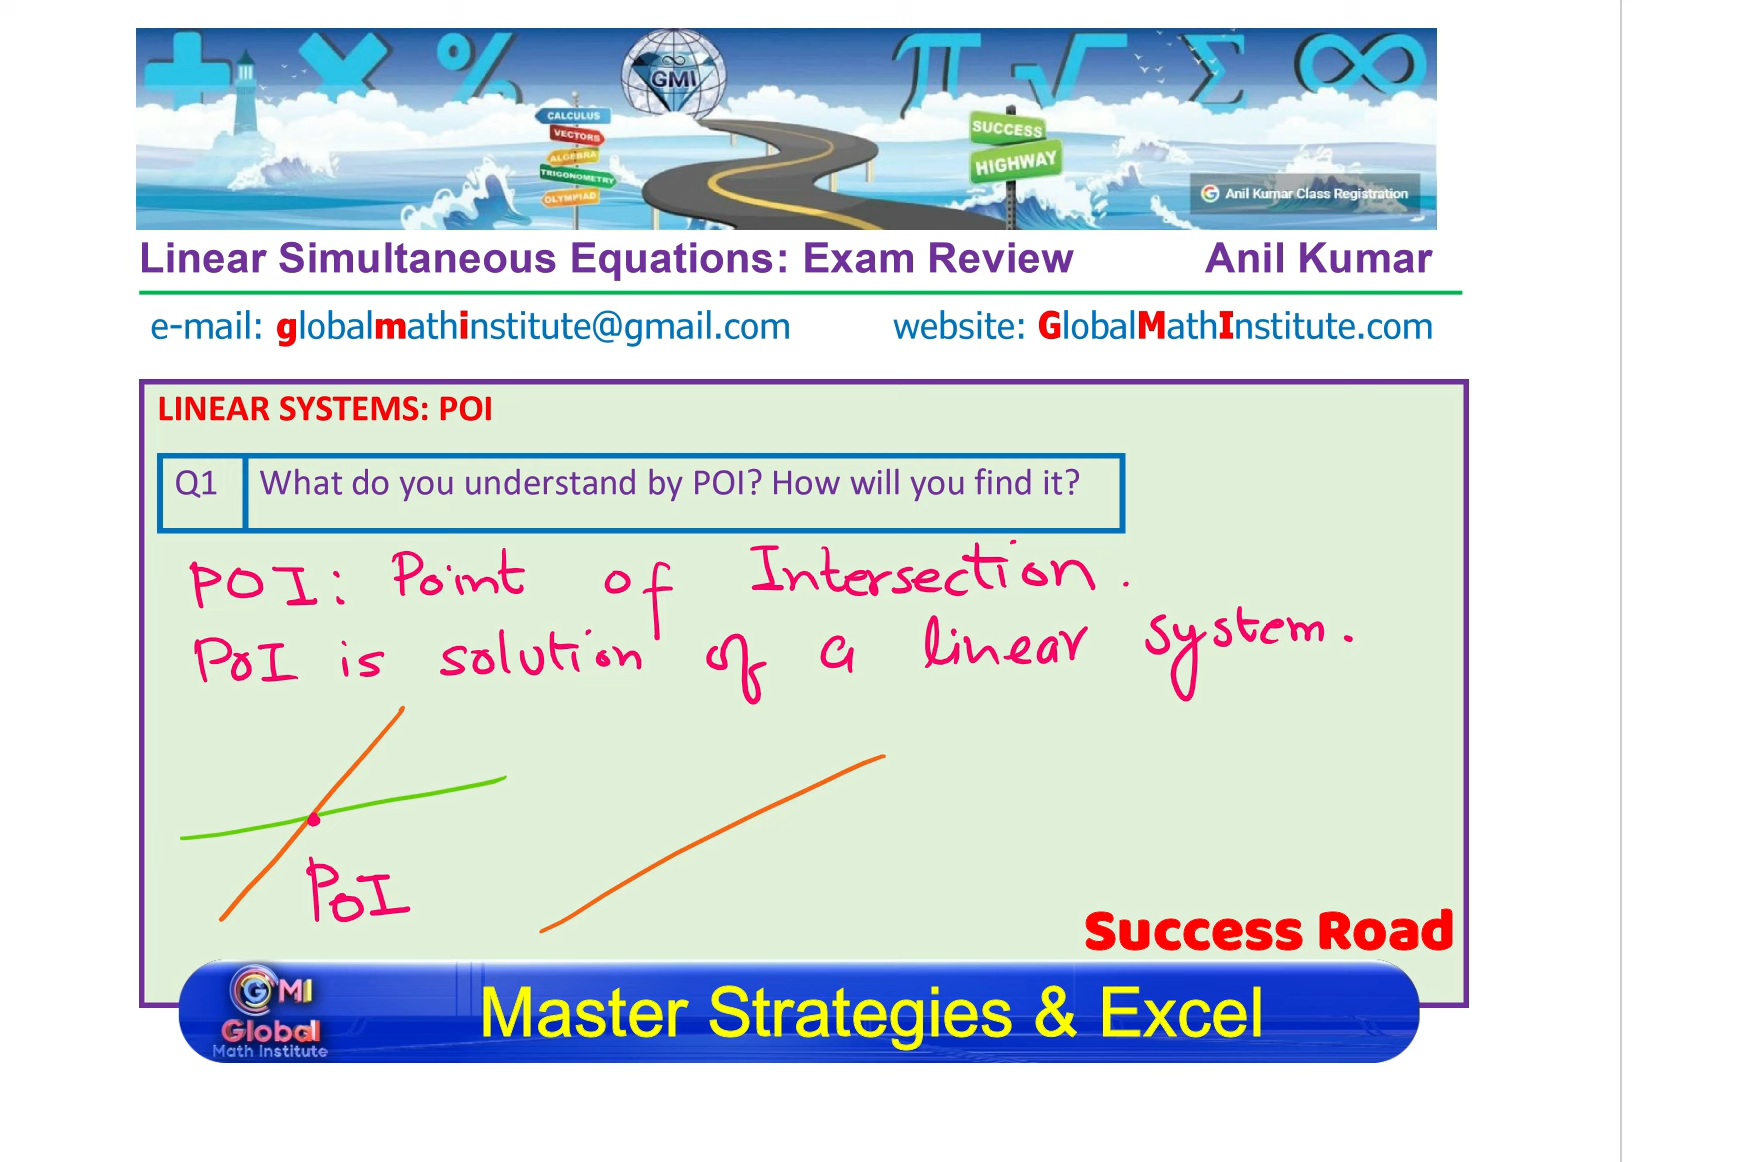 GMI
CALCULUS
VECTORS
ALGEBRA
TRIGONOMETRY
OLYMPIAD
SUCCESS
HIGHWAY
Anil Kumar Class Registration
Linear Simultaneous Equations: Exam Review Anil Kumar
e-mail: globalmathinstitute@gmail.com website: GlobalMathInstitute.com
LINEAR SYSTEMS: POI
Q1 What do you understand by POI? How will you find it?
POI: Point of Intersection.
POI is solution of a linear system.
POI
Success Road
GMI
Global
Math Institute
Master Strategies & Excel